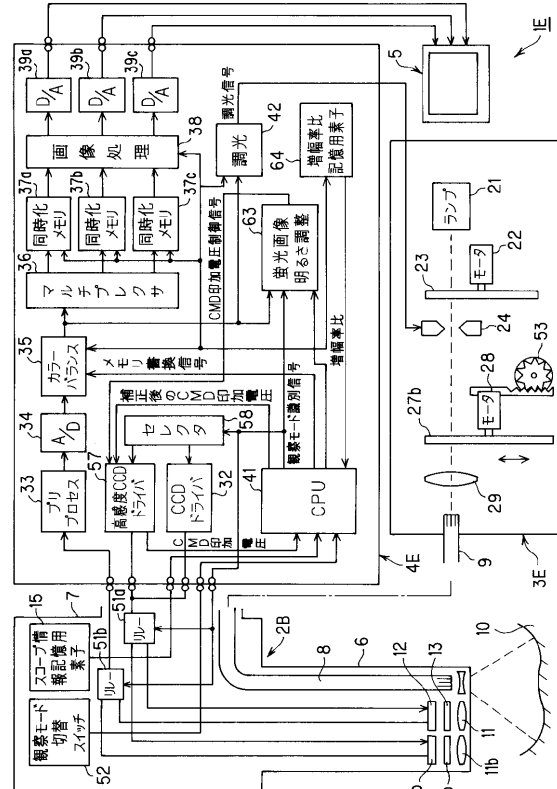 1E
5
39a
D/A
39b
D/A
39c
D/A
38
画像処理
37a
同時化
メモリ
37b
同時化
メモリ
37c
同時化
メモリ
36
マルチプレクサ
35
カラー
バランス
34
A/D
33
プリ
プロセス
調光信号
42
調光
64
増幅率比
記憶用素子
63
蛍光画像
明るさ調整
CMD印加電圧制御信号
メモリ書換信号
増幅率比
観察モード識別信号
補正後のCMD印加電圧
57
高感度CCD
ドライバ
セレクタ
58
CCD
ドライバ
32
CPU
41
CMD印加電圧
4E
21
ランプ
22
モータ
23
24
53
28
モータ
27b
29
9
3E
15
スコープ情
報記憶用
素子
7
51b
リレー
51a
リレー
観察モード
切替
スイッチ
52
2B
6
8
12
13
10
11
11b